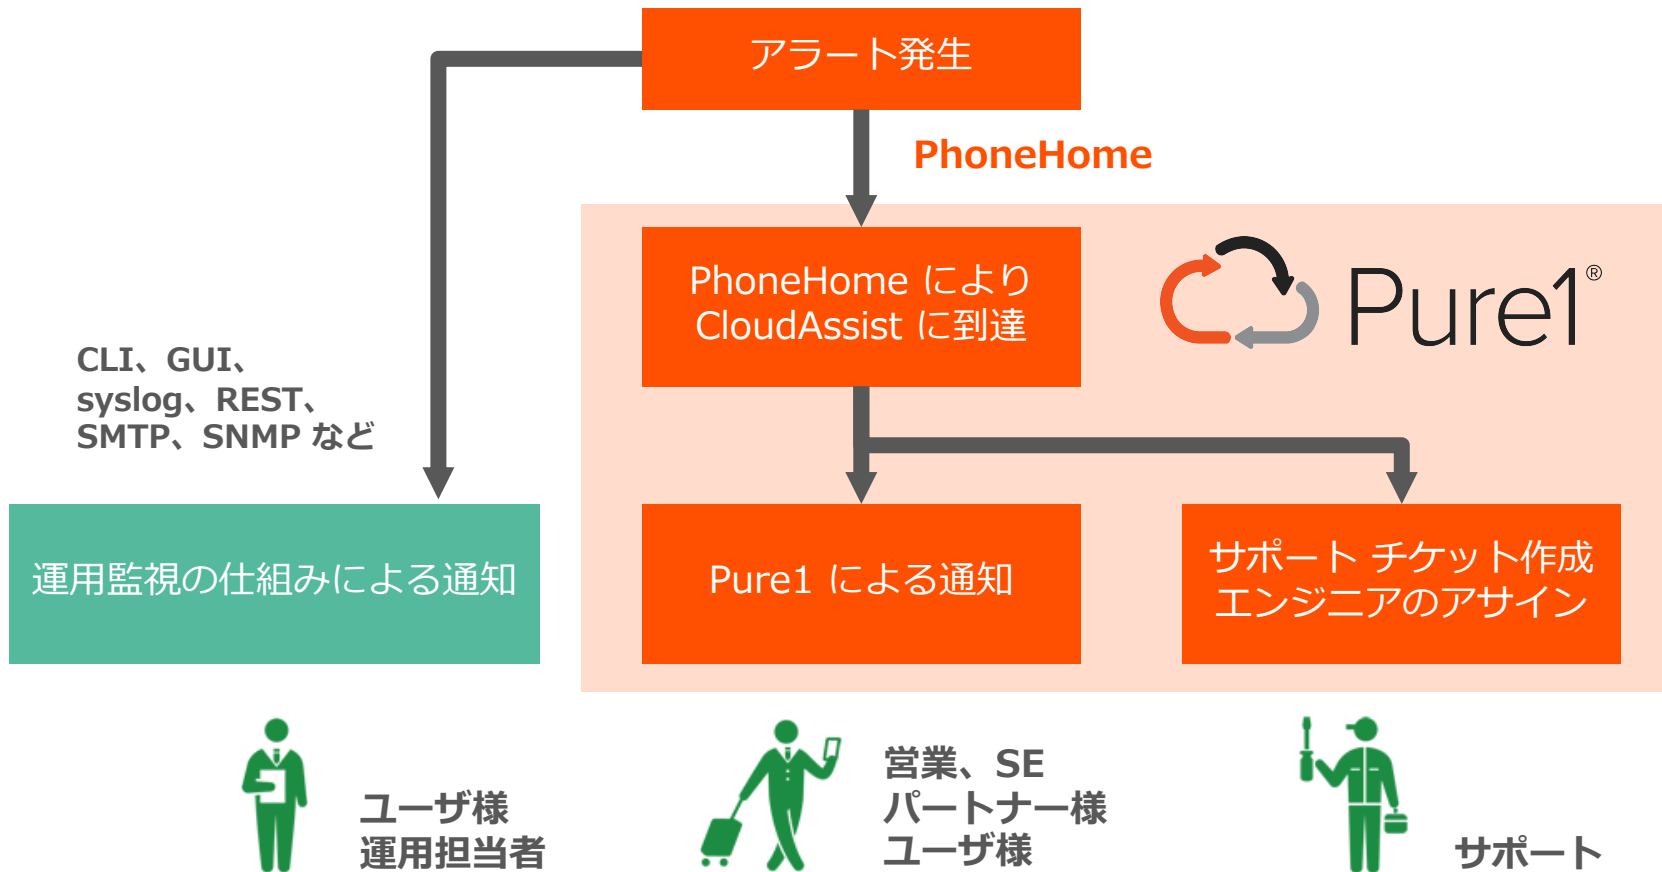 アラート発生
PhoneHome
PhoneHome により
CloudAssist に到達
Pure1®
CLI、GUI、
syslog、REST、
SMTP、SNMP など
運用監視の仕組みによる通知
Pure1 による通知
サポート チケット作成
エンジニアのアサイン
ユーザ様
運用担当者
営業、SE
パートナー様
ユーザ様
サポート